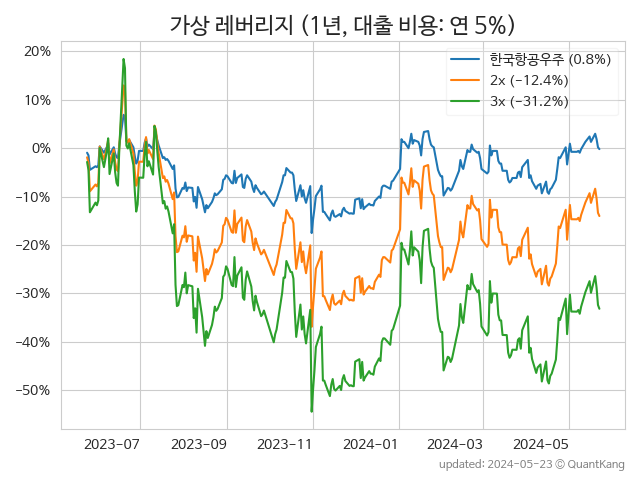 가상 레버리지 (1년, 대출 비용: 연 5%)
20%
10%
0%
−10%
−20%
−30%
−40%
−50%
한국항공우주 (0.8%)
2x (−12.4%)
3x (−31.2%)
2023-07
2023-09
2023-11
2024-01
2024-03
2024-05
updated: 2024-05-23 © QuantKang